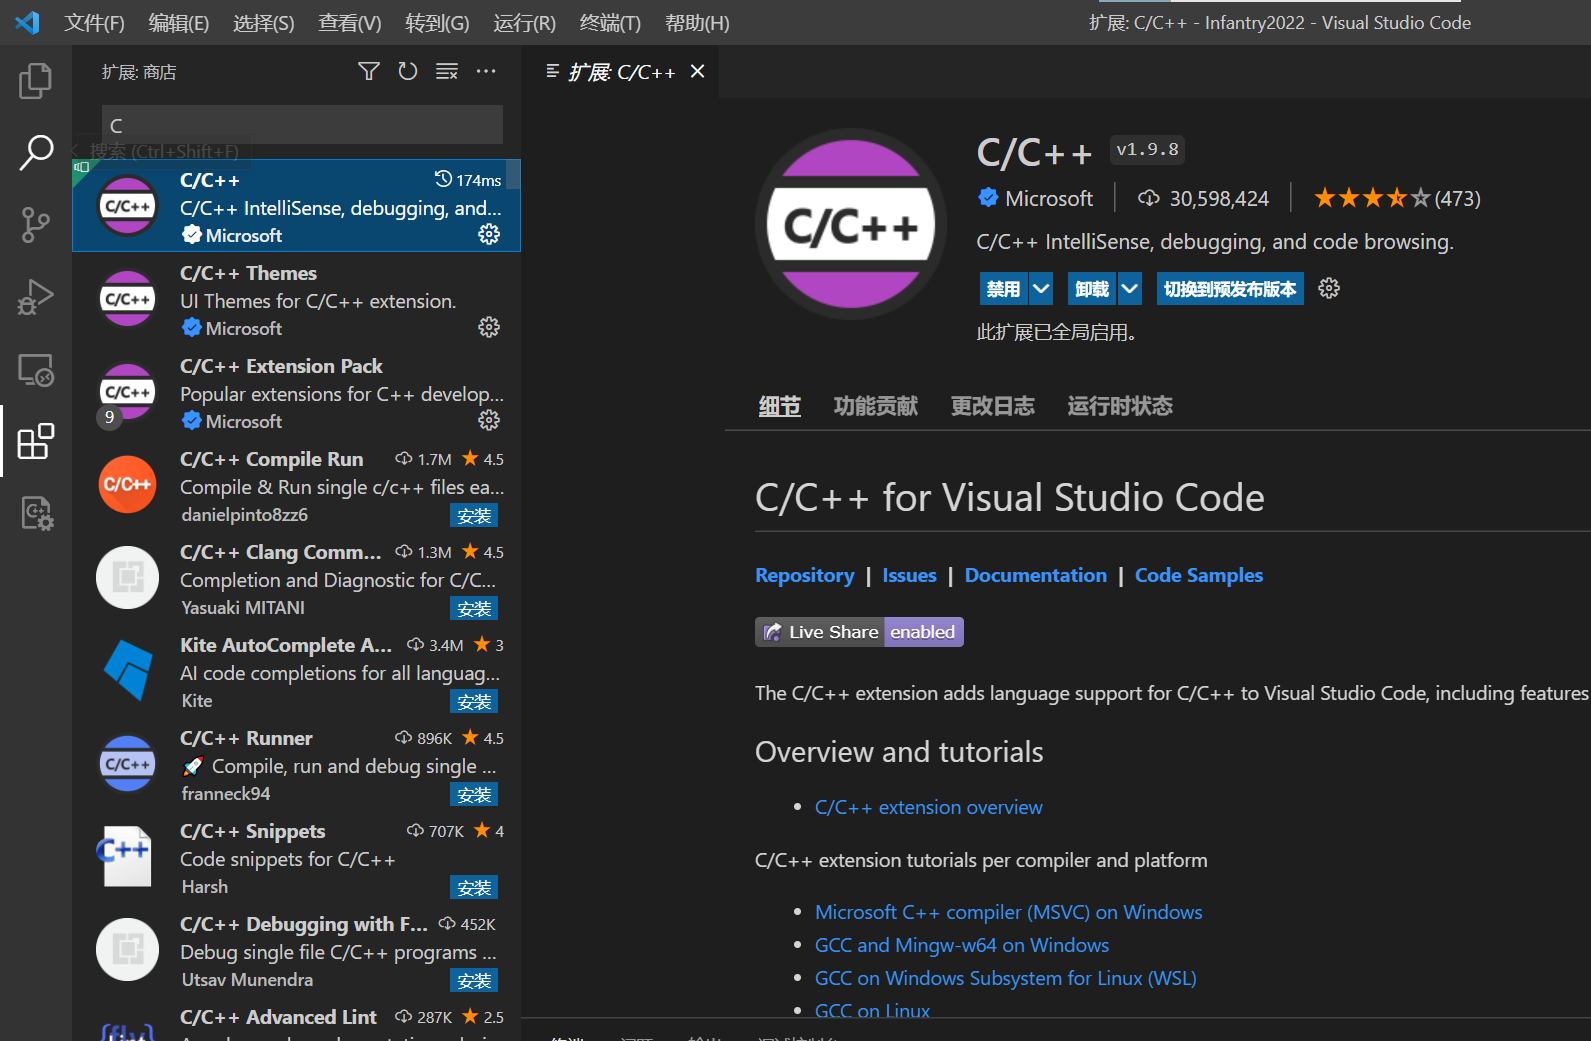 文件(F) 编辑(E) 选择(S) 查看(V) 转到(G) 运行(R) 终端(T) 帮助(H) 扩展: C/C++ - Infantry2022 - Visual Studio Code
扩展: 商店
C
搜索 (Ctrl+Shift+F)
C/C++ 174ms
C/C++ IntelliSense, debugging, and...
Microsoft
C/C++ Themes
UI Themes for C/C++ extension.
Microsoft
C/C++ Extension Pack
Popular extensions for C++ develop...
9
Microsoft
C/C++ Compile Run 1.7M 4.5
Compile & Run single c/c++ files ea...
danielpinto8zz6 安装
C/C++ Clang Comm... 1.3M 4.5
Completion and Diagnostic for C/C...
Yasuaki MITANI 安装
Kite AutoComplete A... 3.4M 3
AI code completions for all languag...
Kite 安装
C/C++ Runner 896K 4.5
🚀 Compile, run and debug single ...
franneck94 安装
C/C++ Snippets 707K 4
Code snippets for C/C++
Harsh 安装
C/C++ Debugging with F... 452K
Debug single file C/C++ programs ...
Utsav Munendra 安装
C/C++ Advanced Lint 287K 2.5
扩展: C/C++
C/C++
C/C++ v1.9.8
Microsoft 30,598,424 (473)
C/C++ IntelliSense, debugging, and code browsing.
禁用 卸载 切换到预发布版本
此扩展已全局启用。
细节 功能贡献 更改日志 运行时状态
C/C++ for Visual Studio Code
Repository | Issues | Documentation | Code Samples
Live Share enabled
The C/C++ extension adds language support for C/C++ to Visual Studio Code, including features
Overview and tutorials
• C/C++ extension overview
C/C++ extension tutorials per compiler and platform
• Microsoft C++ compiler (MSVC) on Windows
• GCC and Mingw-w64 on Windows
• GCC on Windows Subsystem for Linux (WSL)
• GCC on Linux